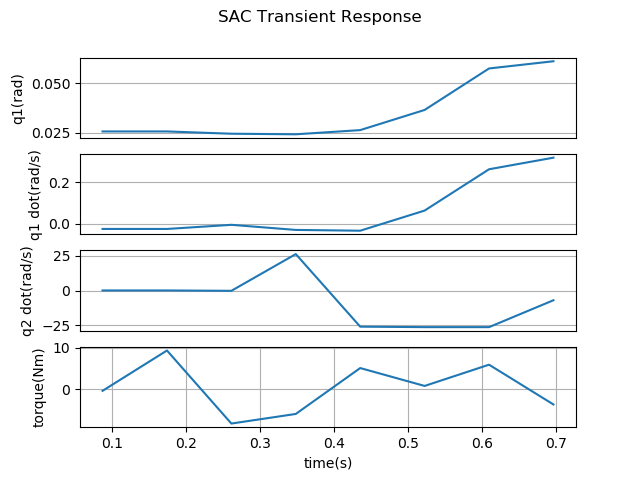 SAC Transient Response
q1(rad)
0.050
0.025
q1 dot(rad/s)
0.2
0.0
q2 dot(rad/s)
25
0
−25
torque(Nm)
10
0
0.1 0.2 0.3 0.4 0.5 0.6 0.7
time(s)